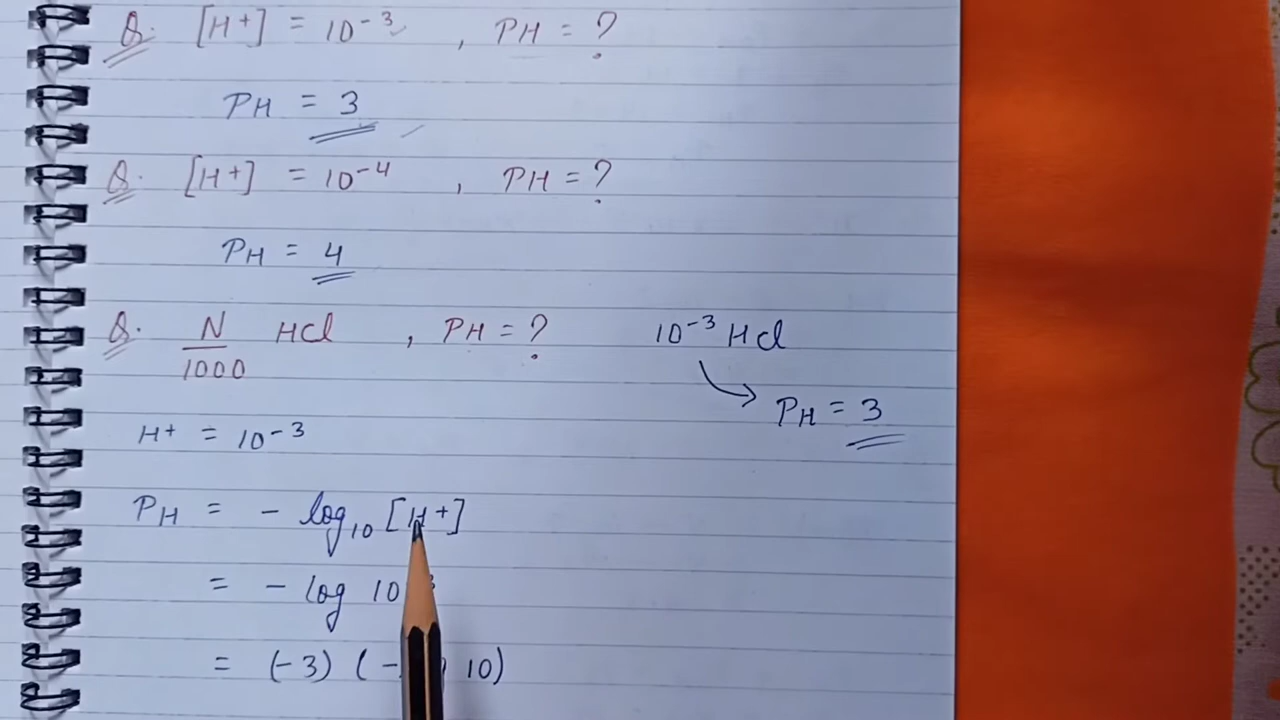 Q. [H+] = 10⁻³ , PH = ?
PH = 3
Q. [H+] = 10⁻⁴ , PH = ?
PH = 4
Q. N/1000 HCl , PH = ? 10⁻³ HCl
PH = 3
H+ = 10⁻³
PH = - log₁₀ [H+]
= - log 10
= (-3) (- 10)